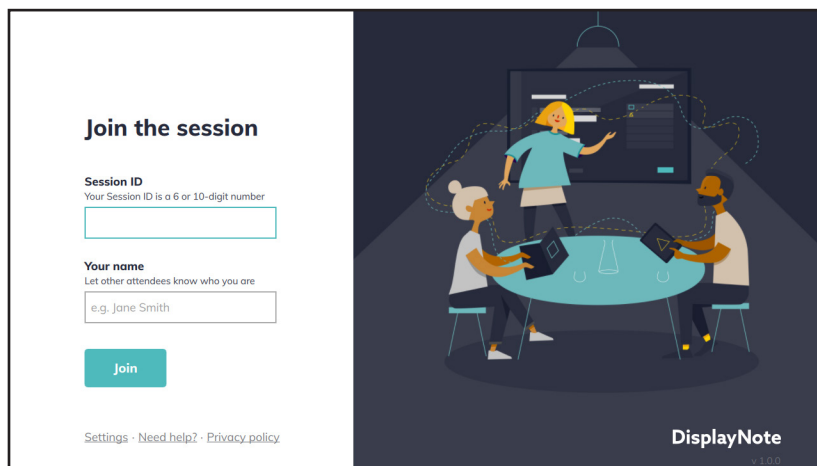 Join the session
Session ID
Your Session ID is a 6 or 10-digit number
Your name
Let other attendees know who you are
e.g. Jane Smith
Join
Settings · Need help? · Privacy policy
DisplayNote
v 1.0.0